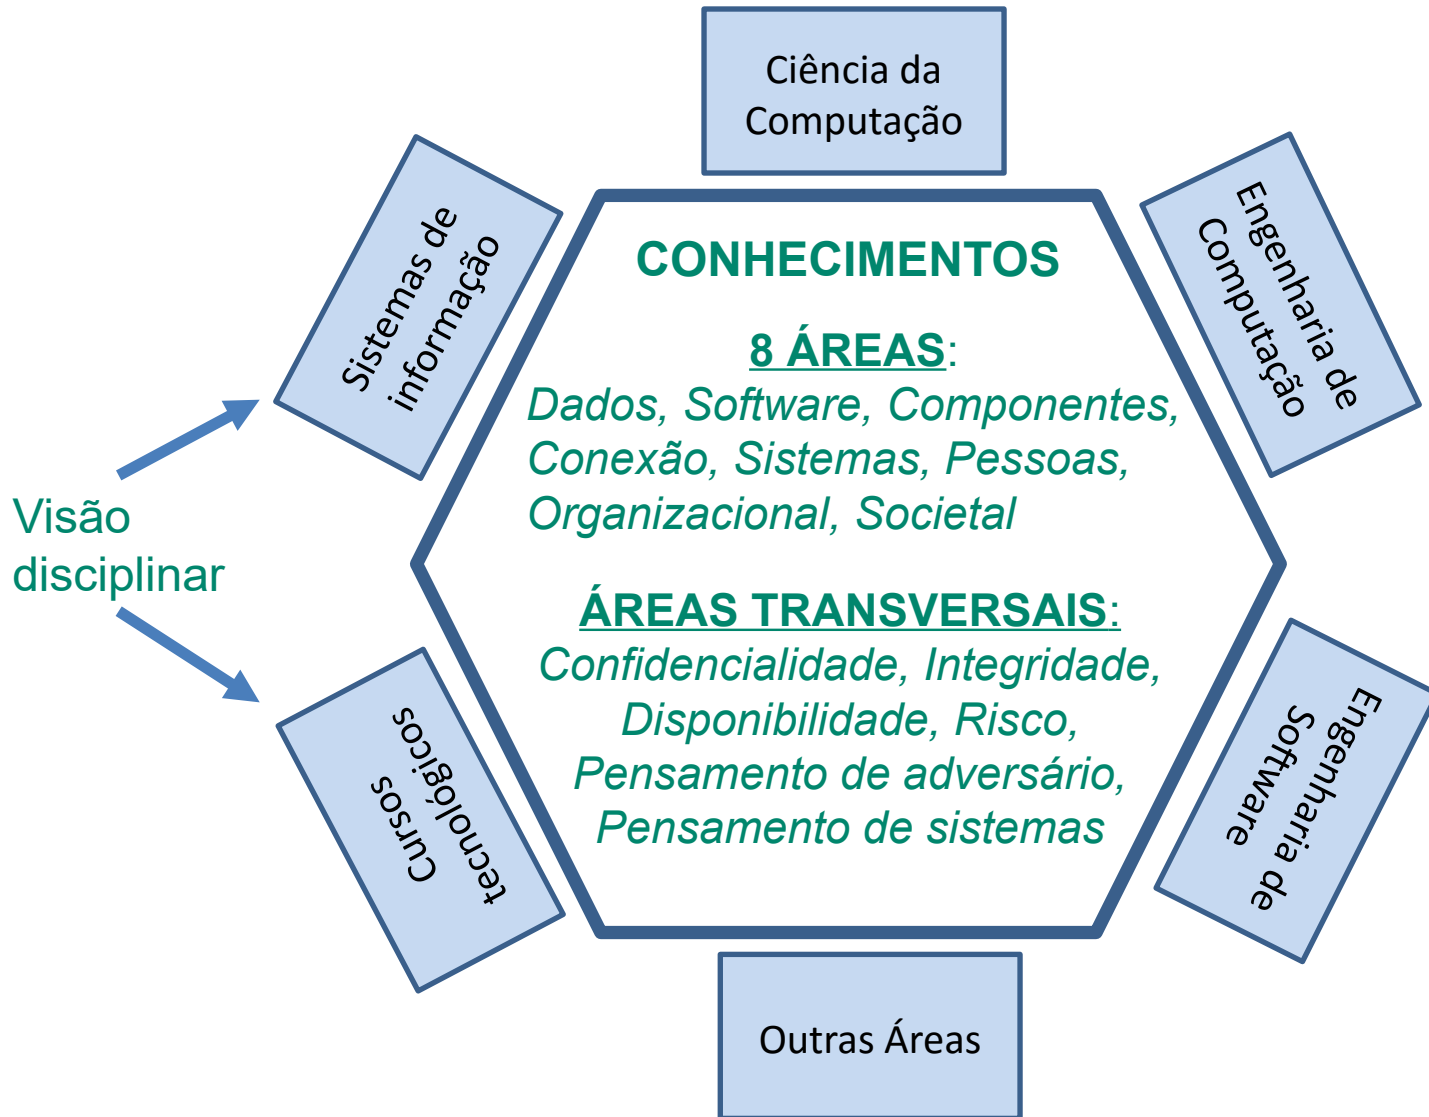 Ciência da
Computação
Sistemas de
informação
Engenharia de
Computação
CONHECIMENTOS
8 ÁREAS:
Dados, Software, Componentes,
Conexão, Sistemas, Pessoas,
Organizacional, Societal
Visão
disciplinar
ÁREAS TRANSVERSAIS:
Confidencialidade, Integridade,
Disponibilidade, Risco,
Pensamento de adversário,
Pensamento de sistemas
Cursos
tecnológicos
Engenharia de
Software
Outras Áreas